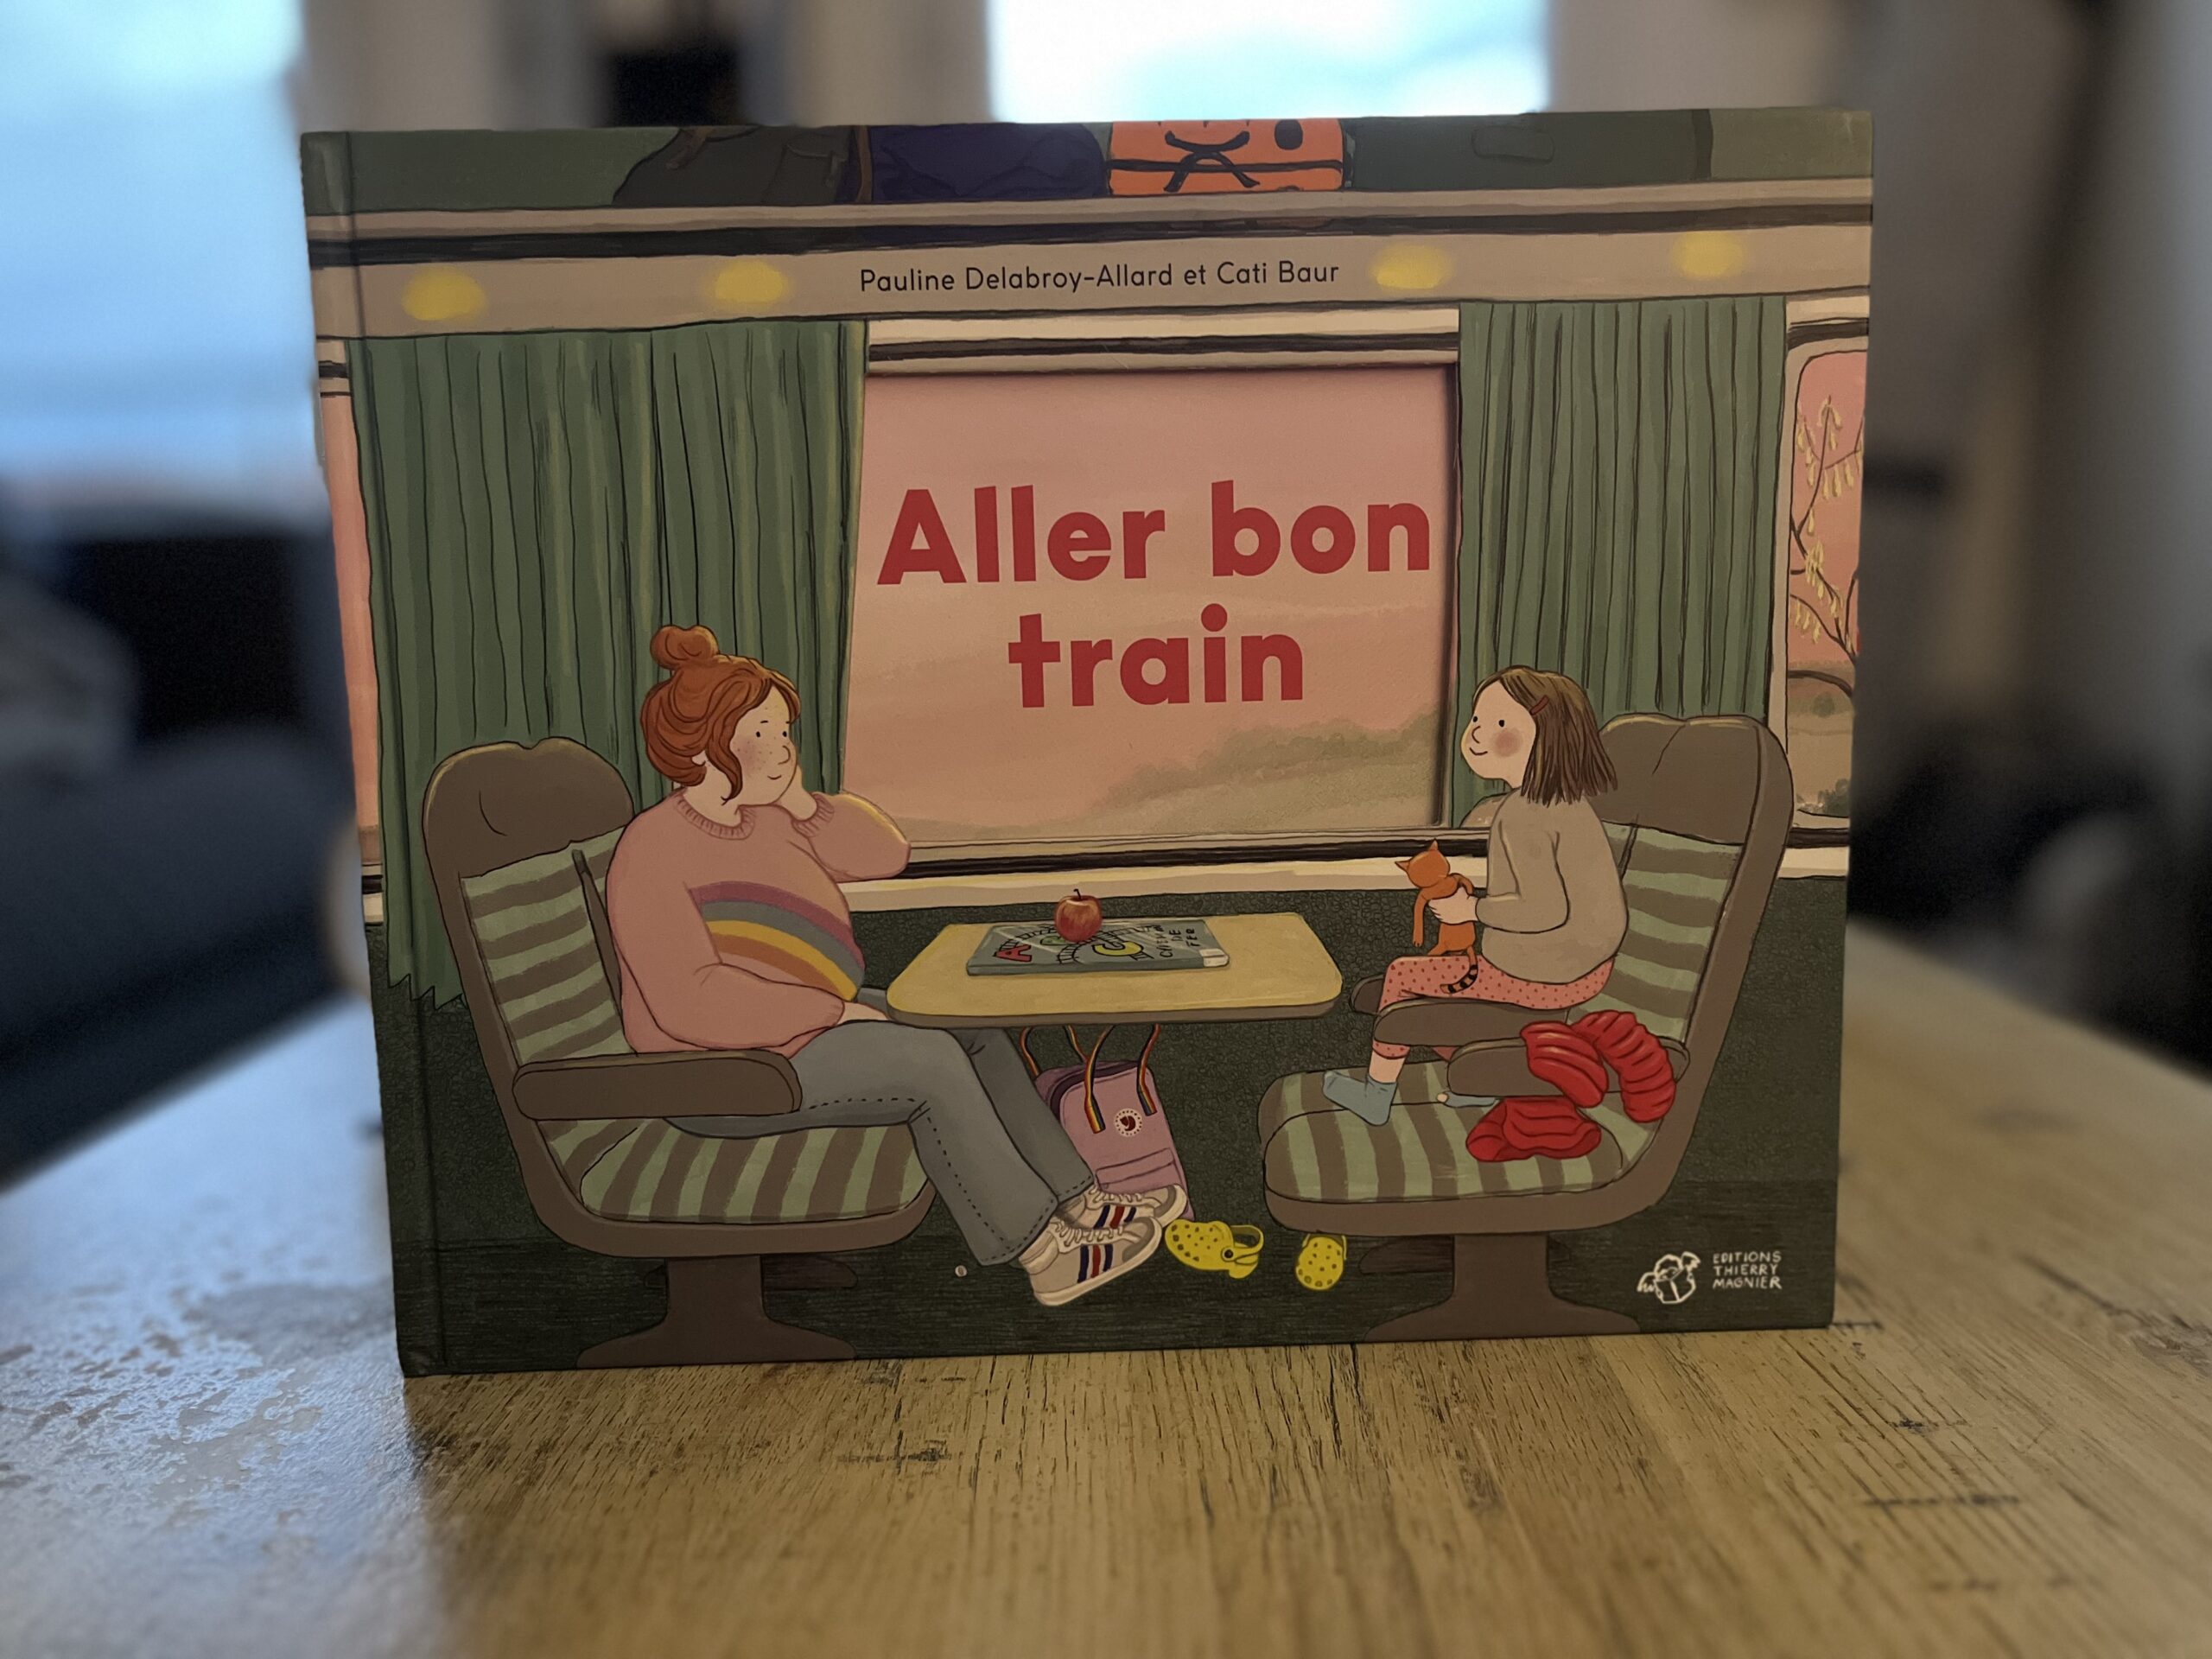 Pauline Delabroy-Allard et Cati Baur
Aller bon
train
EDITIONS
THIERRY
MAGNIER